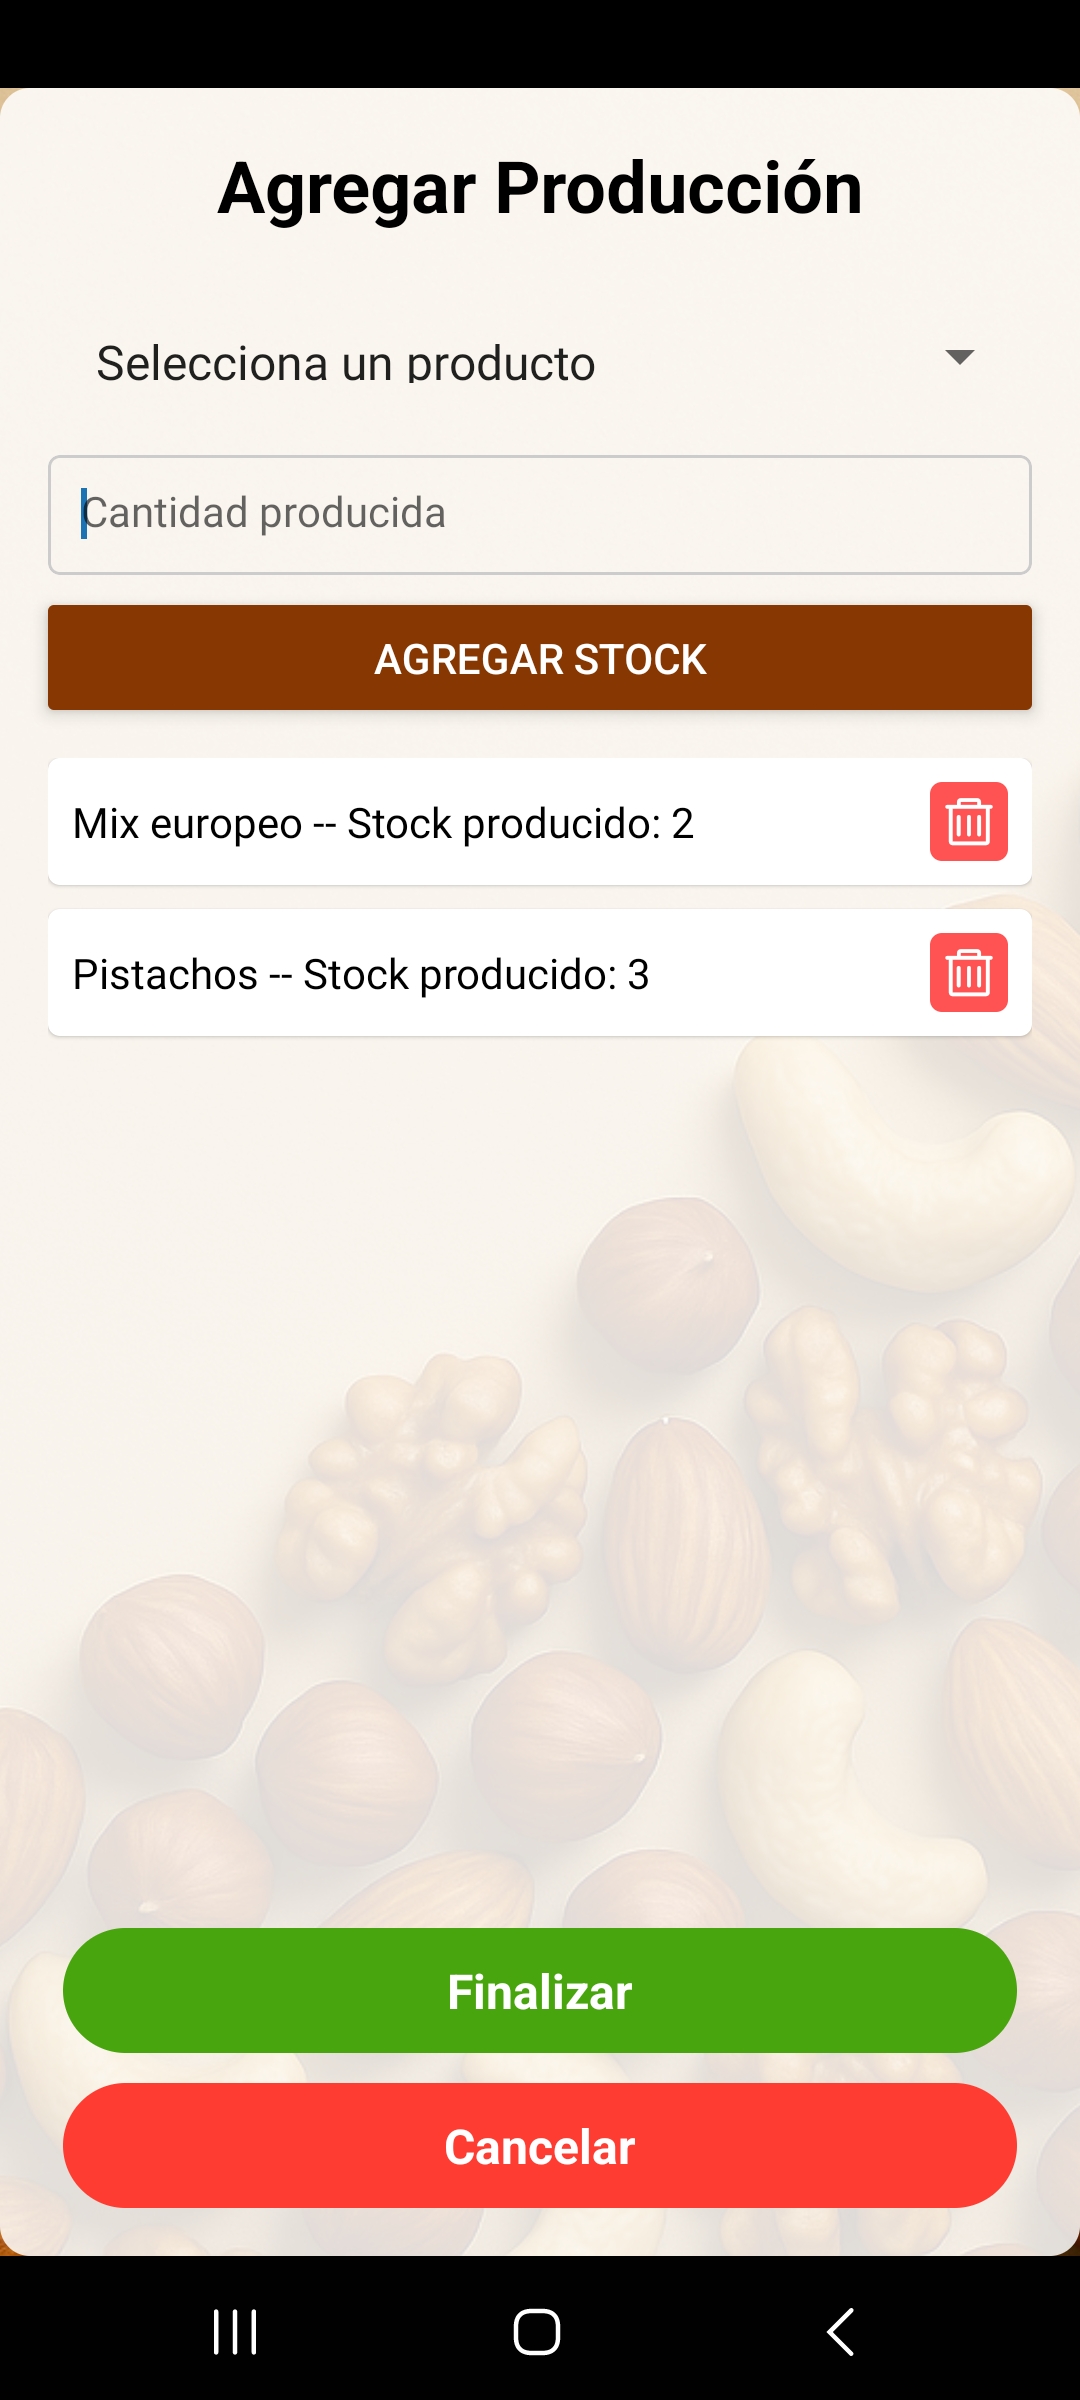 Agregar Producción
Selecciona un producto
Cantidad producida
AGREGAR STOCK
Mix europeo -- Stock producido: 2
Pistachos -- Stock producido: 3
Finalizar
Cancelar